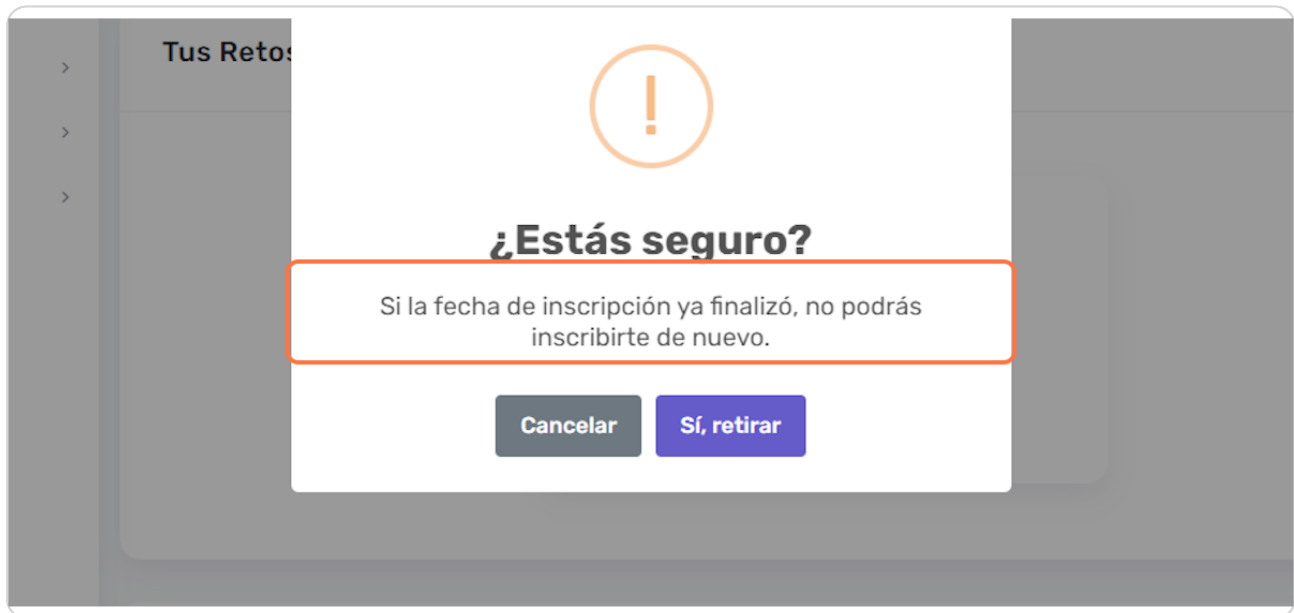 Tus Retos
¿Estás seguro?
Si la fecha de inscripción ya finalizó, no podrás
inscribirte de nuevo.
Cancelar
Sí, retirar